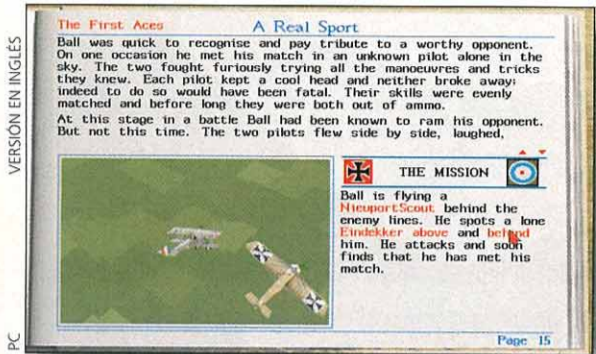 VERSIÓN EN INGLÉS
PC
The First Aces
A Real Sport
Ball was quick to recognise and pay tribute to a worthy opponent.
On one occasion he met his match in an unknown pilot alone in the
sky. The two fought furiously trying all the manoeuvres and tricks
they knew. Each pilot kept a cool head and neither broke away;
indeed to do so would have been fatal. Their skills were evenly
matched and before long they were both out of ammo.
At this stage in a battle Ball had been known to ram his opponent.
But not this time. The two pilots flew side by side, laughed,
THE MISSION
Ball is flying a
NieuportScout behind the
enemy lines. He spots a lone
Eindekker above and behind
him. He attacks and soon
finds that he has met his
match.
Page 15